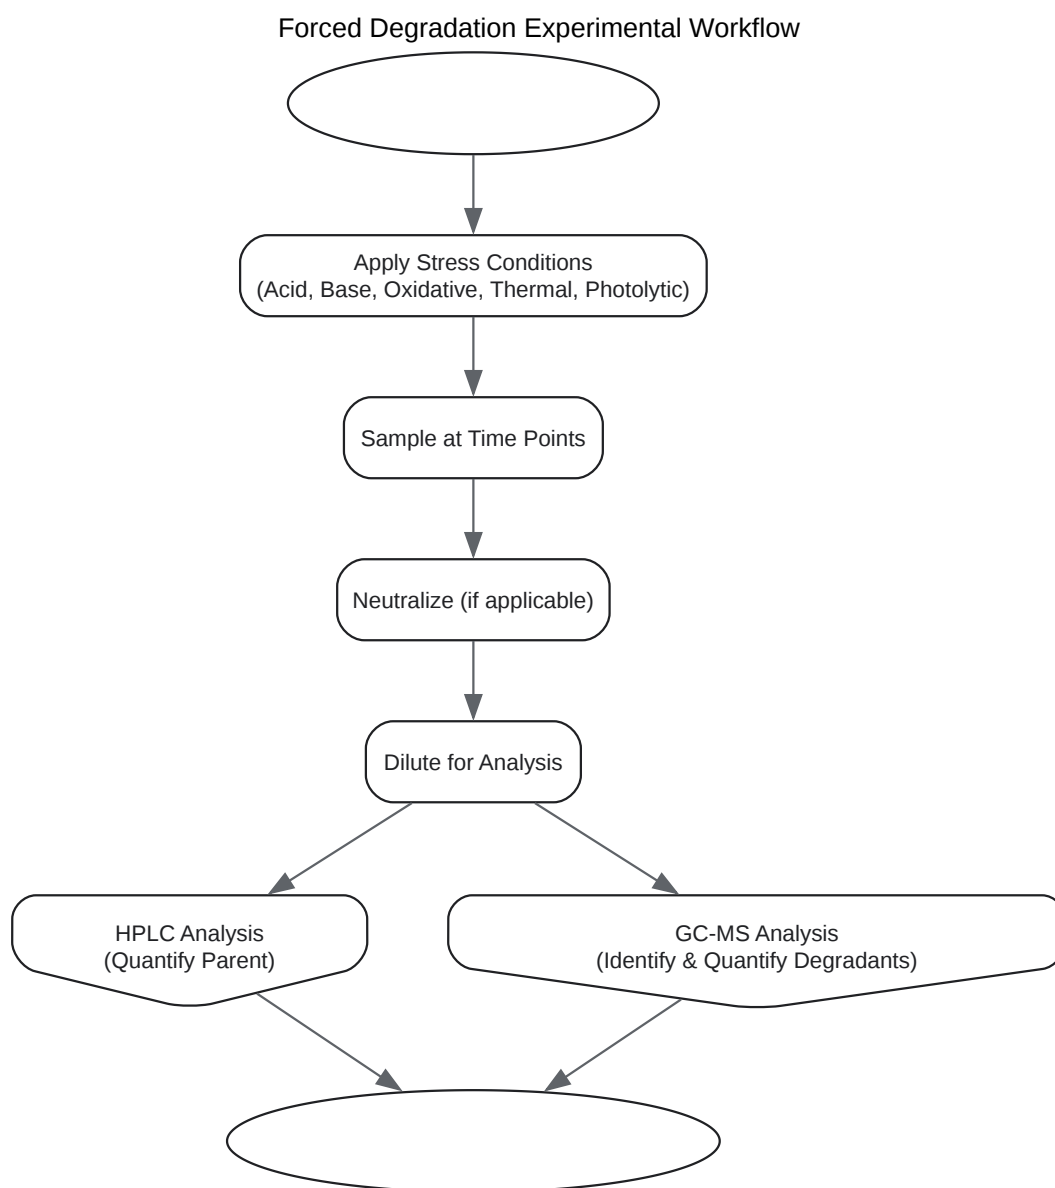 Forced Degradation Experimental Workflow
Apply Stress Conditions
(Acid, Base, Oxidative, Thermal, Photolytic)
Sample at Time Points
Neutralize (if applicable)
Dilute for Analysis
HPLC Analysis
(Quantify Parent)
GC-MS Analysis
(Identify & Quantify Degradants)